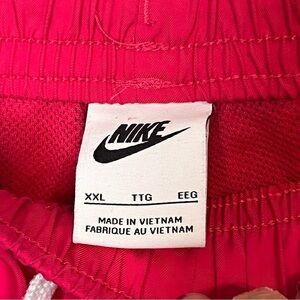 NIKE
XXL TTG EEG
MADE IN VIETNAM
FABRIQUE AU VIETNAM